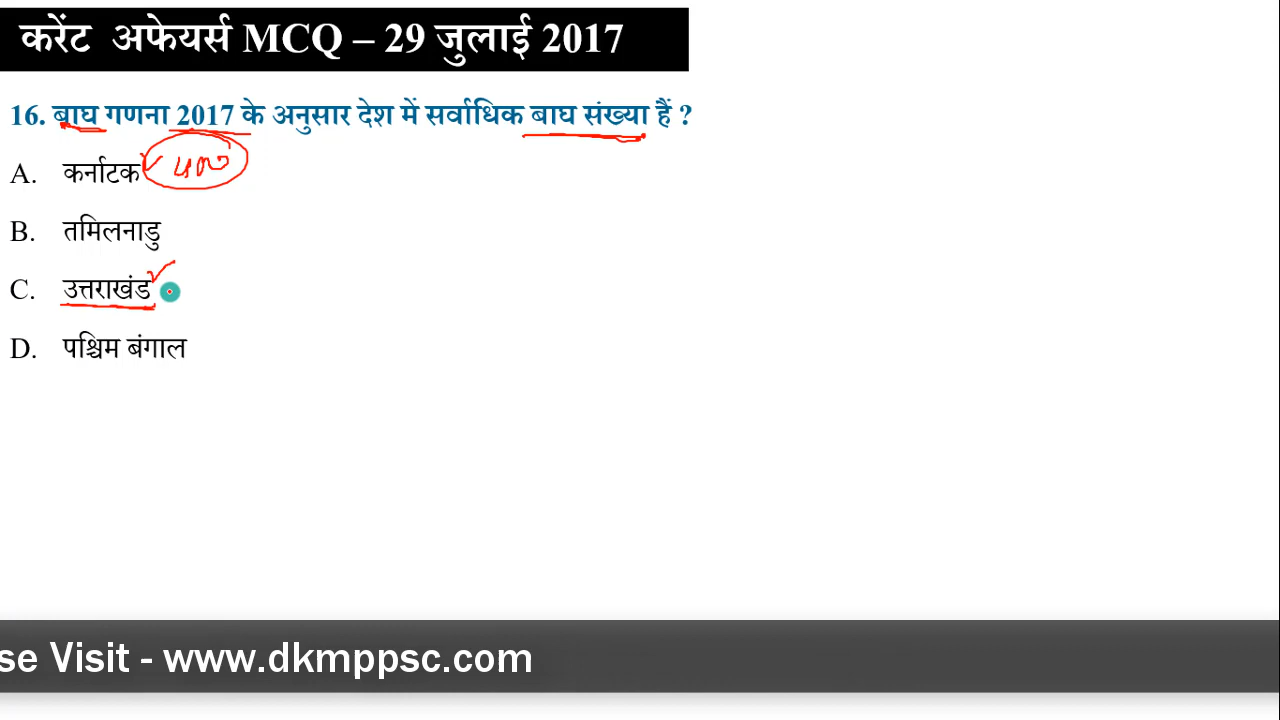 करेंट अफेयर्स MCQ – 29 जुलाई 2017
16. बाघ गणना 2017 के अनुसार देश में सर्वाधिक बाघ संख्या हैं ?
A. कर्नाटक 400
B. तमिलनाडु
C. उत्तराखंड
D. पश्चिम बंगाल
se Visit - www.dkmppsc.com